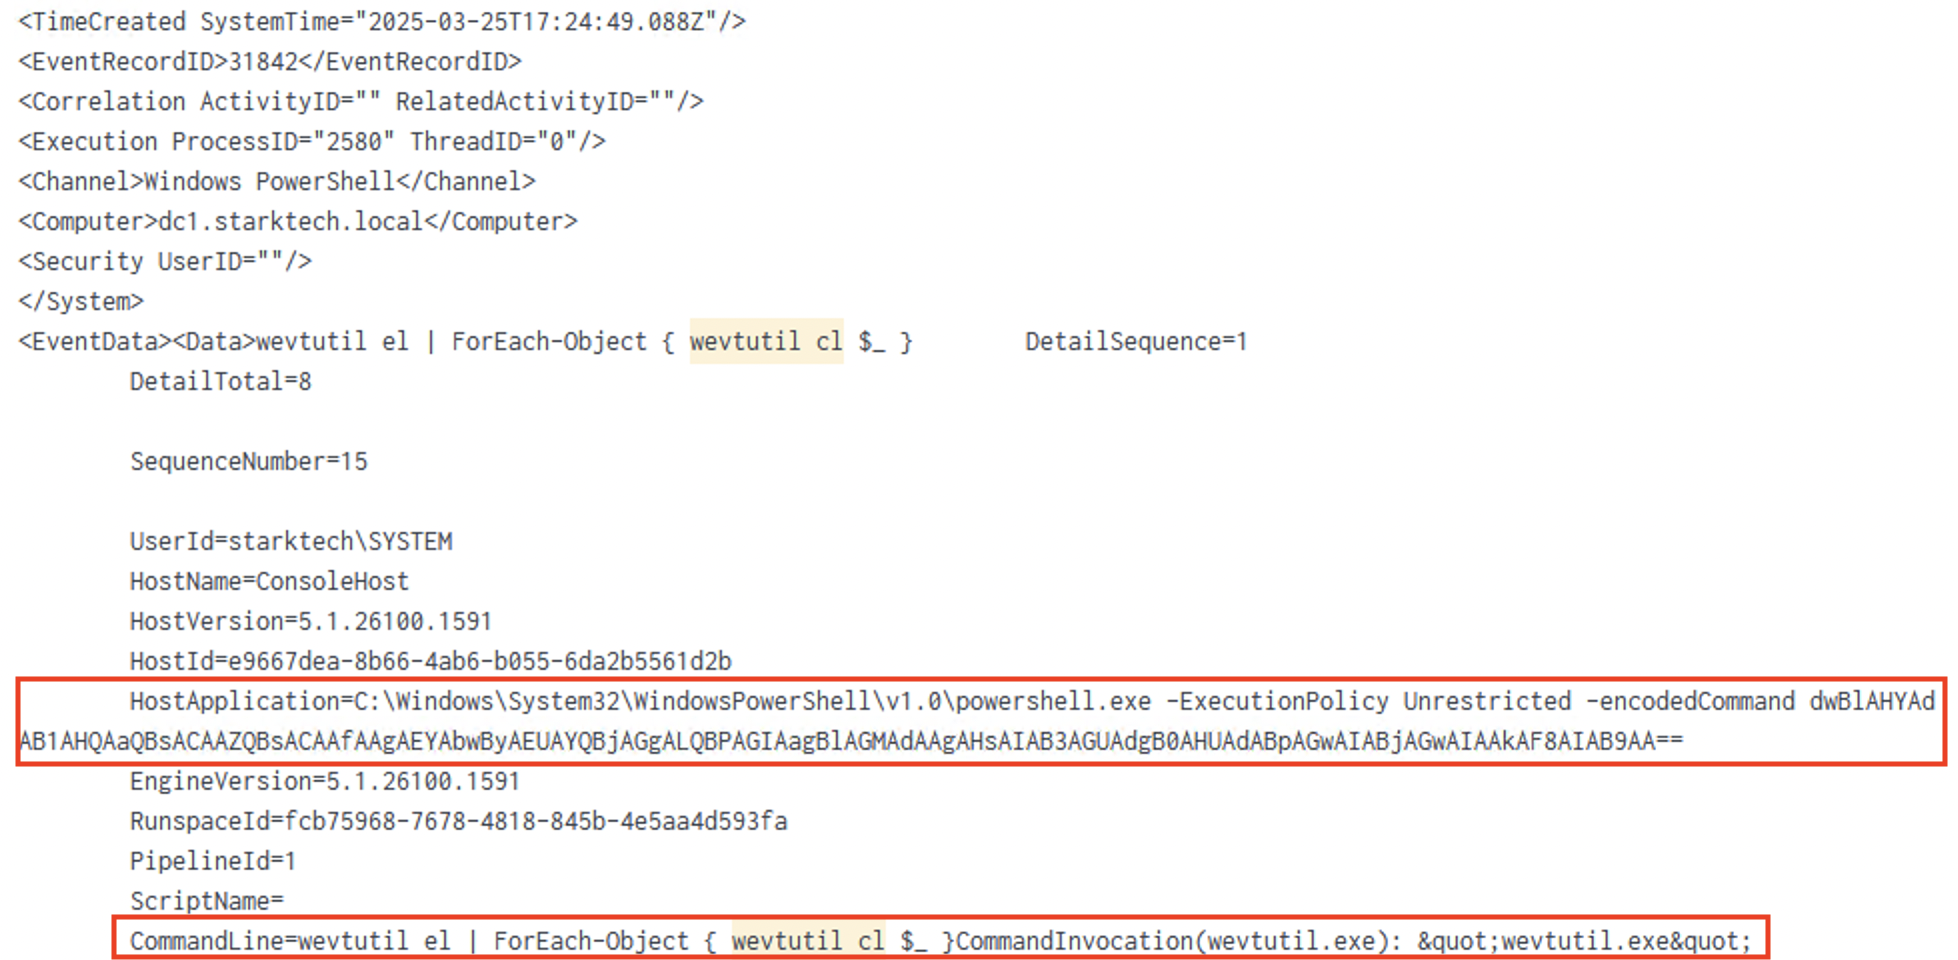 <TimeCreated SystemTime="2025-03-25T17:24:49.088Z"/>
<EventRecordID>31842</EventRecordID>
<Correlation ActivityID="" RelatedActivityID=""/>
<Execution ProcessID="2580" ThreadID="0"/>
<Channel>Windows PowerShell</Channel>
<Computer>dc1.starktech.local</Computer>
<Security UserID=""/>
</System>
<EventData><Data>wevtutil el | ForEach-Object { wevtutil cl $_ }        DetailSequence=1
DetailTotal=8
SequenceNumber=15
UserId=starktech\SYSTEM
HostName=ConsoleHost
HostVersion=5.1.26100.1591
HostId=e9667dea-8b66-4ab6-b055-6da2b5561d2b
HostApplication=C:\Windows\System32\WindowsPowerShell\v1.0\powershell.exe -ExecutionPolicy Unrestricted -encodedCommand dwBlAHYAd
AB1AHQAaQBsACAAZQBsACAAfAAgAEYAbwByAEUAYQBjAGgALQBPAGIAagBlAGMAdAAgAHsAIAB3AGUAdgB0AHUAdABpAGwAIABjAGwAIAAkAF8AIAB9AA==
EngineVersion=5.1.26100.1591
RunspaceId=fcb75968-7678-4818-845b-4e5aa4d593fa
PipelineId=1
ScriptName=
CommandLine=wevtutil el | ForEach-Object { wevtutil cl $_ }CommandInvocation(wevtutil.exe): &quot;wevtutil.exe&quot;